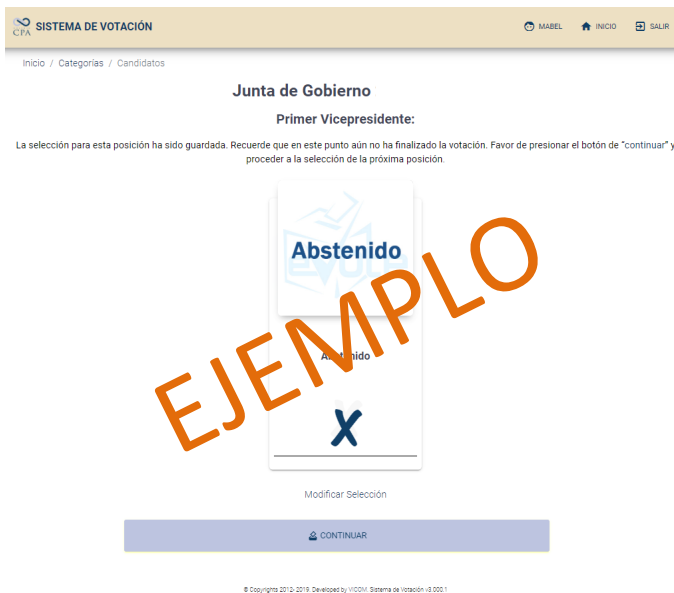 CPA SISTEMA DE VOTACIÓN MABEL INICIO SALIR
Inicio / Categorías / Candidatos
Junta de Gobierno
Primer Vicepresidente:
La selección para esta posición ha sido guardada. Recuerde que en este punto aún no ha finalizado la votación. Favor de presionar el botón de “continuar” y
proceder a la selección de la próxima posición.
Abstenido
evote
EJEMPLO
Abstenido
X
Modificar Selección
CONTINUAR
© Copyrights 2012- 2019. Developed by VICOM. Sistema de Votación v3.000.1